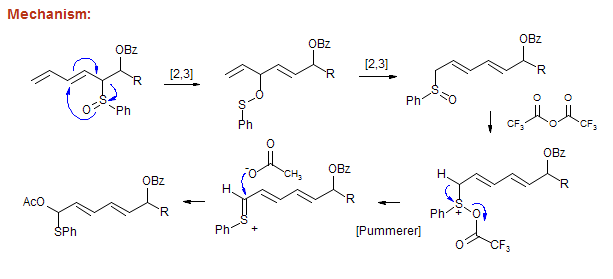 Mechanism:
OBz
R
O
S
Ph
[2,3]
OBz
R
O
S
Ph
[2,3]
OBz
R
S
O
Ph
O
O
CF3
O
CF3
OBz
H
R
Ph
S
+
O
O
CF3
[Pummerer]
O
-
O
CH3
OBz
H
R
Ph
S
+
OBz
AcO
R
SPh